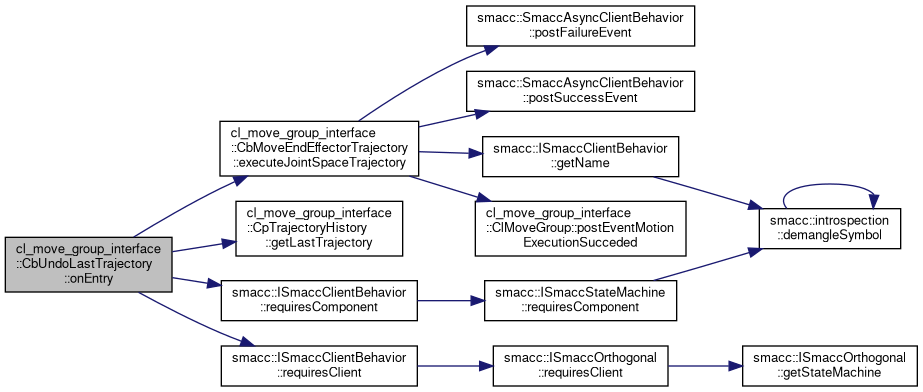 smacc::SmaccAsyncClientBehavior
::postFailureEvent
smacc::SmaccAsyncClientBehavior
::postSuccessEvent
cl_move_group_interface
::CbMoveEndEffectorTrajectory
::executeJointSpaceTrajectory
smacc::ISmaccClientBehavior
::getName
cl_move_group_interface
::CpTrajectoryHistory
::getLastTrajectory
cl_move_group_interface
::ClMoveGroup::postEventMotion
ExecutionSucceded
smacc::introspection
::demangleSymbol
cl_move_group_interface
::CbUndoLastTrajectory
::onEntry
smacc::ISmaccClientBehavior
::requiresComponent
smacc::ISmaccStateMachine
::requiresComponent
smacc::ISmaccClientBehavior
::requiresClient
smacc::ISmaccOrthogonal
::requiresClient
smacc::ISmaccOrthogonal
::getStateMachine